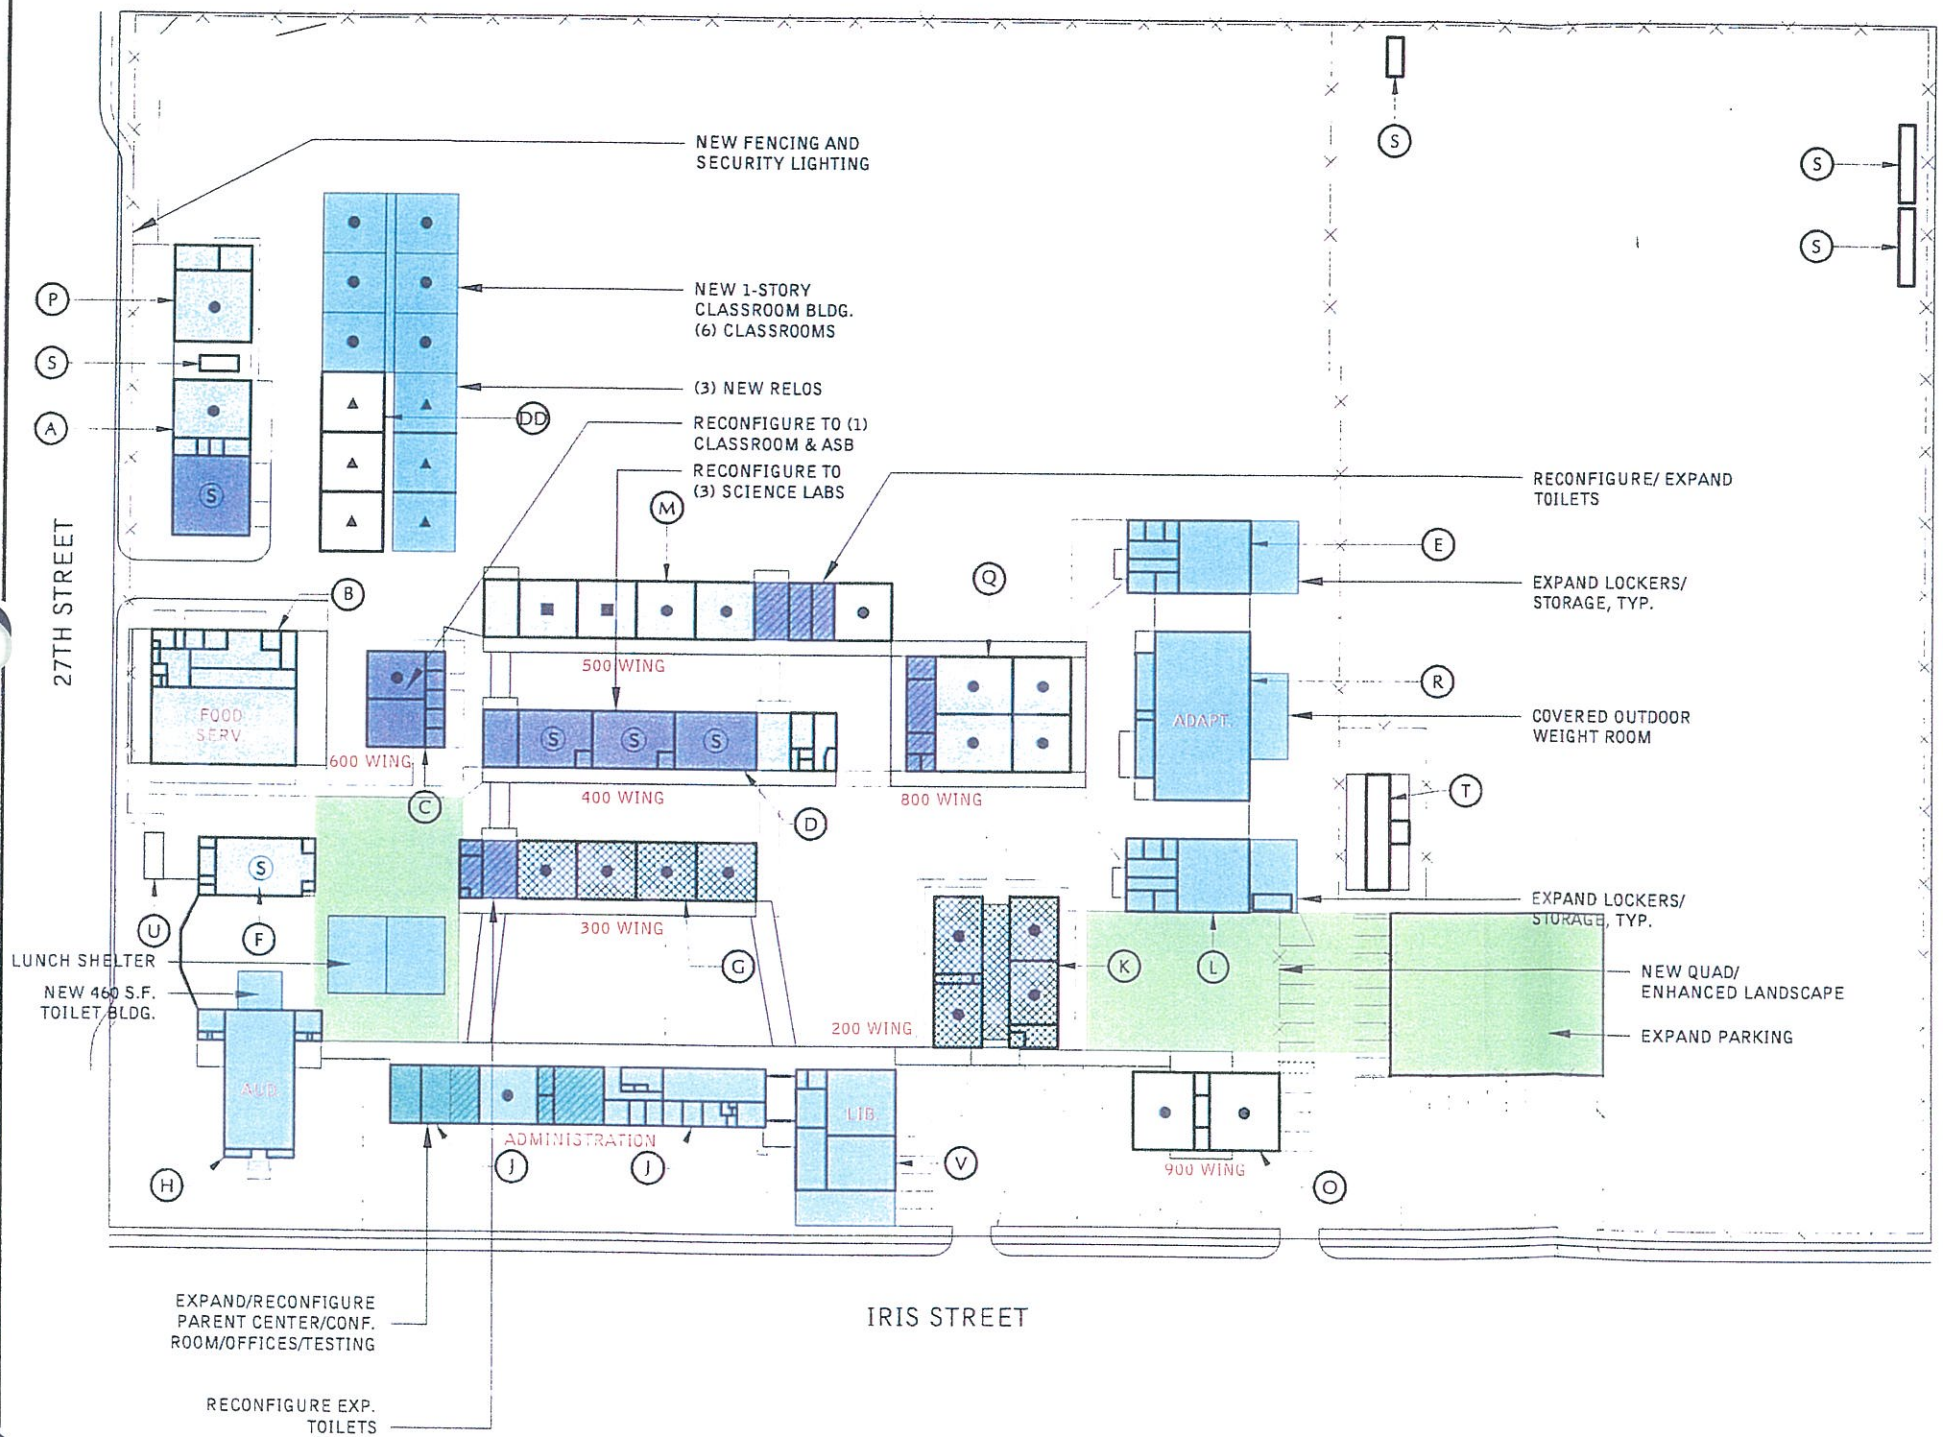 NEW FENCING AND
SECURITY LIGHTING
S
S
S
P
NEW 1-STORY
CLASSROOM BLDG.
(6) CLASSROOMS
S
(3) NEW RELOS
DD
A
RECONFIGURE TO (1)
CLASSROOM & ASB
RECONFIGURE TO
(3) SCIENCE LABS
S
M
RECONFIGURE/ EXPAND
TOILETS
27TH STREET
E
B
Q
EXPAND LOCKERS/
STORAGE, TYP.
500 WING
R
FOOD
SERV
ADAPT.
COVERED OUTDOOR
WEIGHT ROOM
S
S
S
600 WING
400 WING
800 WING
C
D
T
S
F
U
300 WING
G
K
L
EXPAND LOCKERS/
STORAGE, TYP.
LUNCH SHELTER
NEW 460 S.F.
TOILET BLDG.
NEW QUAD/
ENHANCED LANDSCAPE
200 WING
EXPAND PARKING
AUD
LIB
ADMINISTRATION
H
J
J
V
900 WING
O
EXPAND/RECONFIGURE
PARENT CENTER/CONF.
ROOM/OFFICES/TESTING
IRIS STREET
RECONFIGURE EXP.
TOILETS